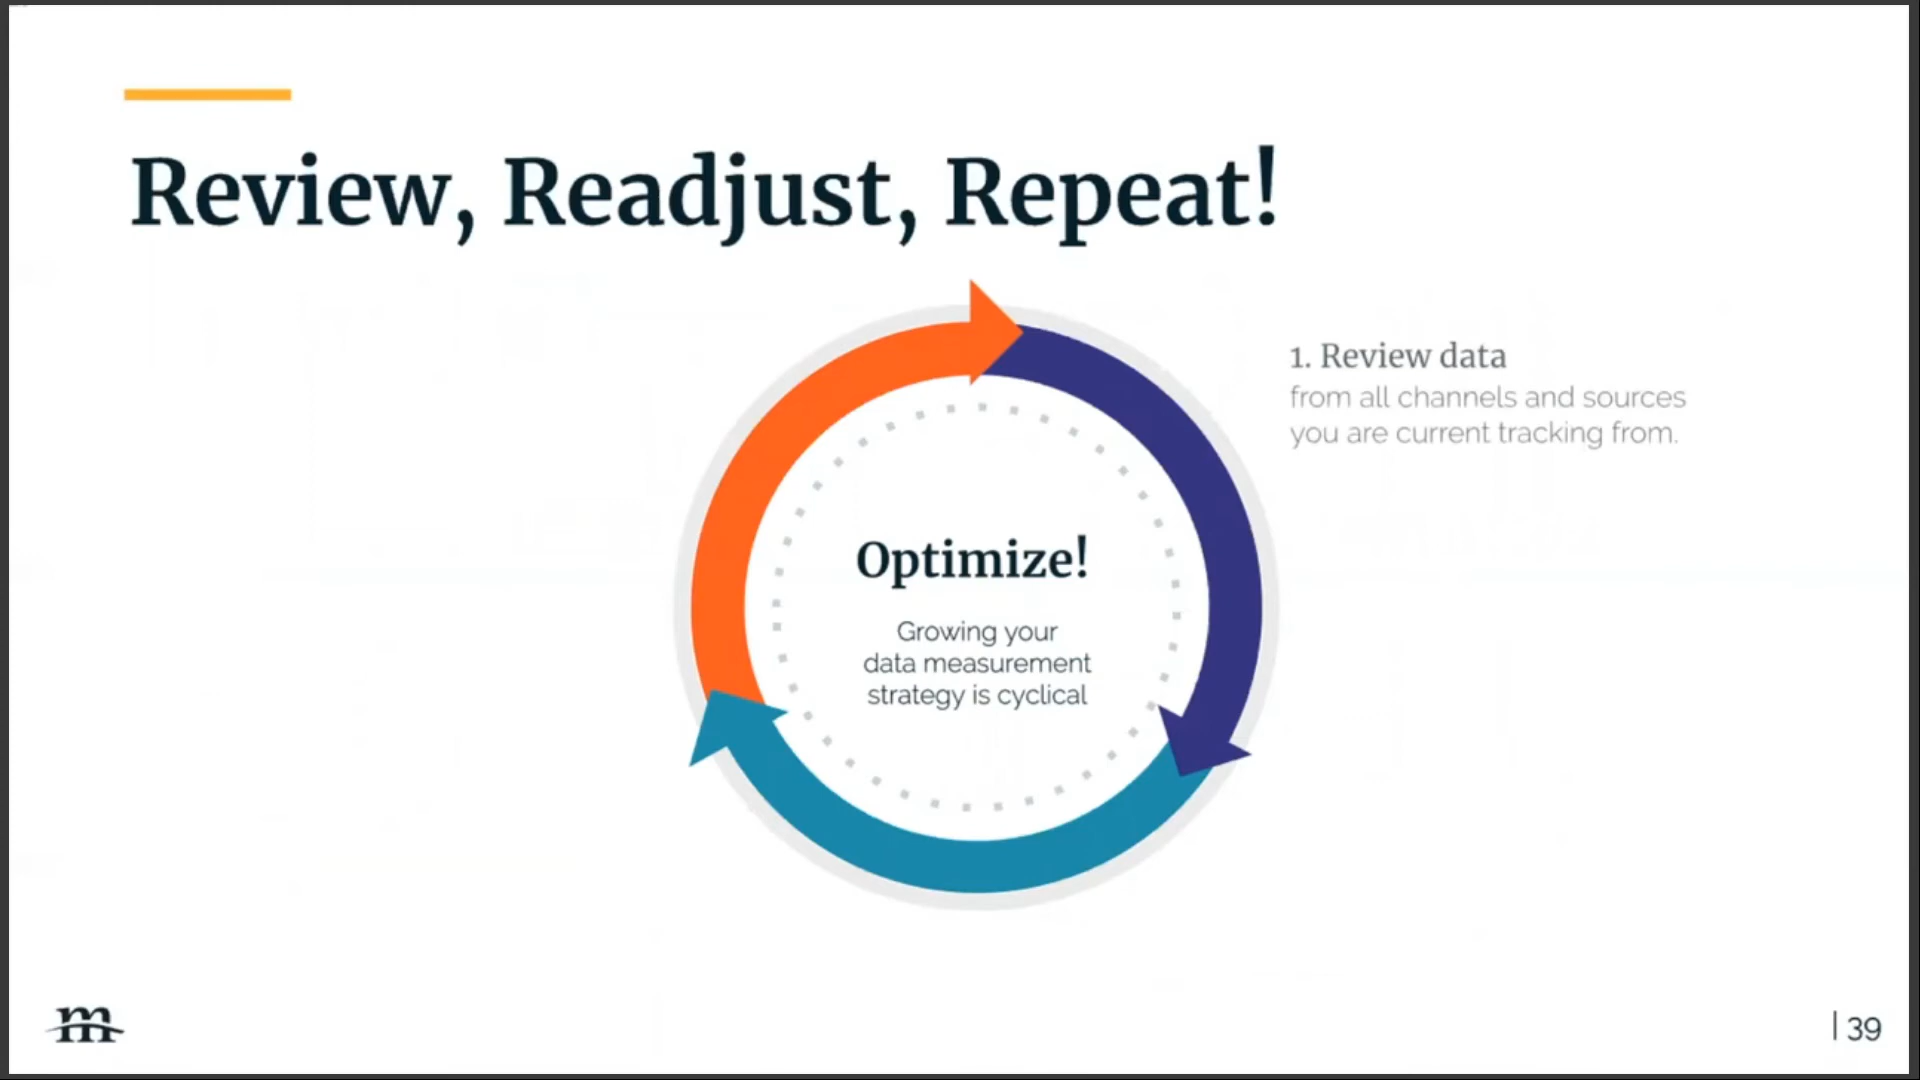 Review, Readjust, Repeat!
1. Review data
from all channels and sources
you are current tracking from.
Optimize!
Growing your
data measurement
strategy is cyclical
m
| 39